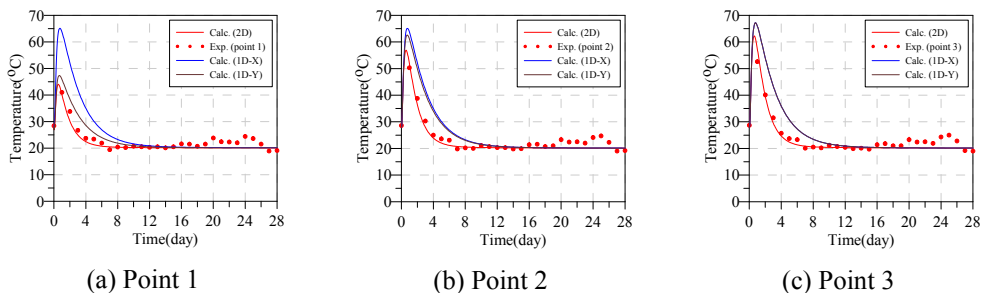 70
60
50
40
30
20
10
0
Temperature(°C)
0 4 8 12 16 20 24 28
Time(day)
Calc. (2D)
Exp. (point 1)
Calc. (1D-X)
Calc. (1D-Y)
(a) Point 1
70
60
50
40
30
20
10
0
Temperature(°C)
0 4 8 12 16 20 24 28
Time(day)
Calc. (2D)
Exp. (point 2)
Calc. (1D-X)
Calc. (1D-Y)
(b) Point 2
70
60
50
40
30
20
10
0
Temperature(°C)
0 4 8 12 16 20 24 28
Time(day)
Calc. (2D)
Exp. (point 3)
Calc. (1D-X)
Calc. (1D-Y)
(c) Point 3